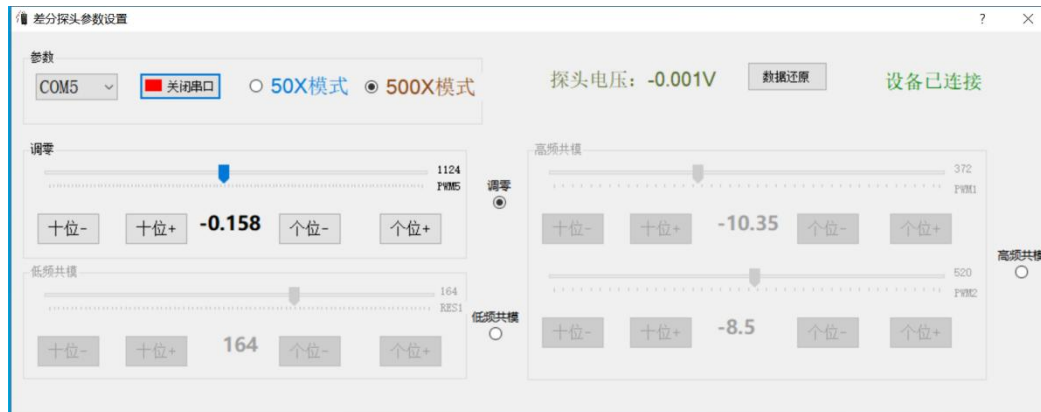 差分探头参数设置
?
参数
COM5
关闭串口
50X模式
500X模式
探头电压：-0.001V
数据还原
设备已连接
调零
1124
PWM5
十位-
十位+
-0.158
个位-
个位+
调零
低频共模
164
RES1
十位-
十位+
164
个位-
个位+
低频共模
高频共模
372
PWM1
十位-
十位+
-10.35
个位-
个位+
520
PWM2
十位-
十位+
-8.5
个位-
个位+
高频共模